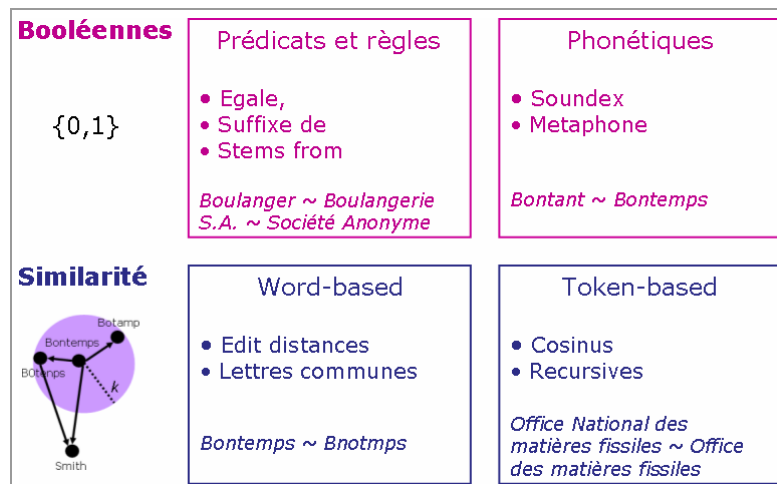 Booléennes
{0,1}
Prédicats et règles
• Egale,
• Suffixe de
• Stems from
Boulanger ~ Boulangerie
S.A. ~ Société Anonyme
Phonétiques
• Soundex
• Metaphone
Bontant ~ Bontemps
Similarité
Botamp
Bontemps
B0tenps
k
Smith
Word-based
• Edit distances
• Lettres communes
Bontemps ~ Bnotmps
Token-based
• Cosinus
• Recursives
Office National des
matières fissiles ~ Office
des matières fissiles